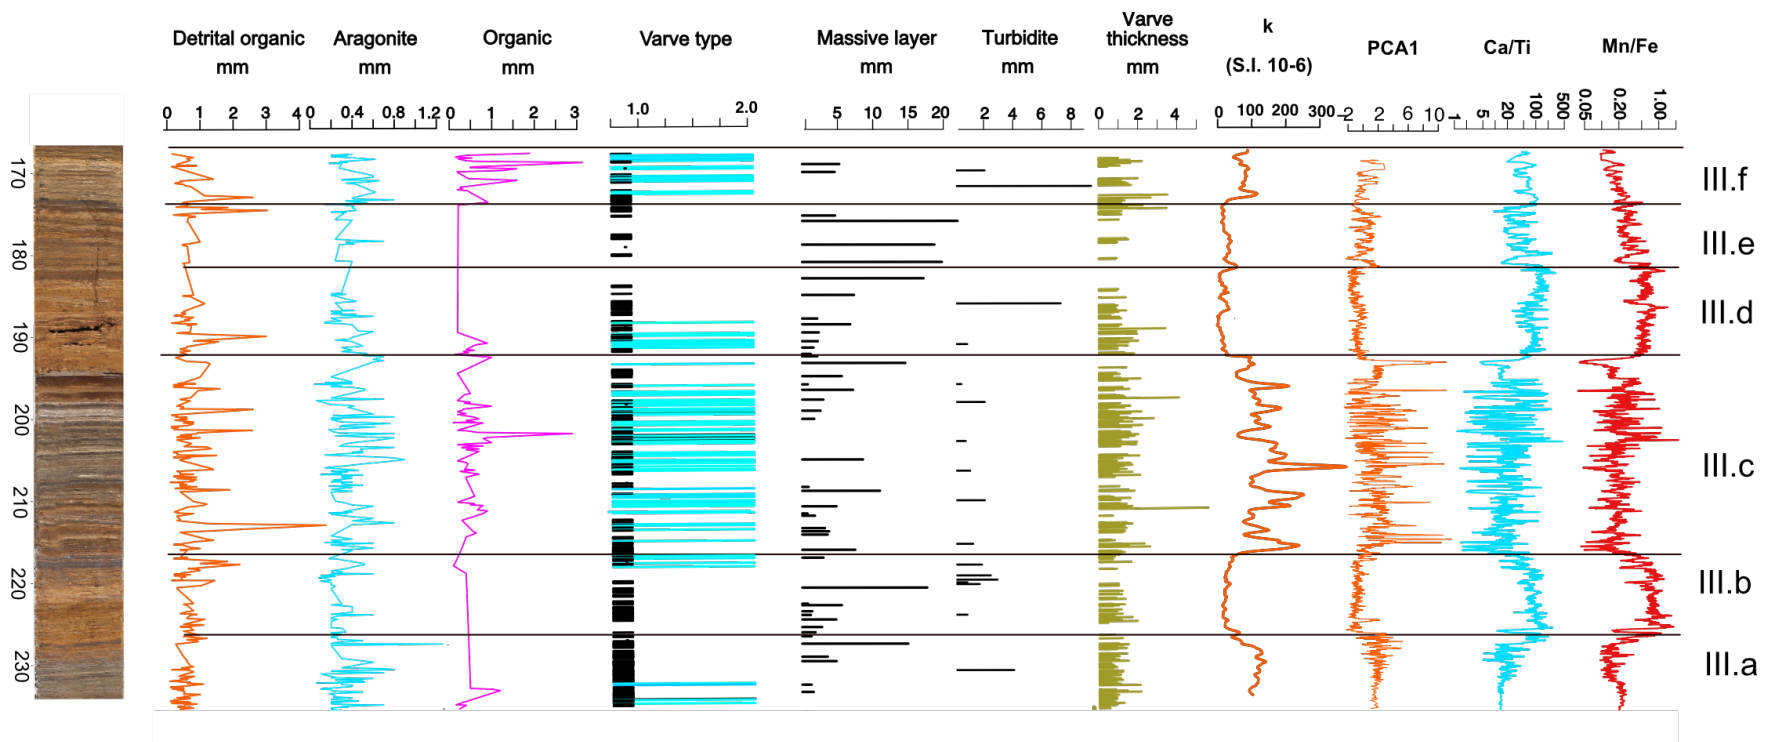 Detrital organic
mm
Aragonite
mm
Organic
mm
Varve type
Massive layer
mm
Turbidite
mm
Varve
thickness
mm
k
(S.I. 10-6)
PCA1
Ca/Ti
Mn/Fe
0 1 2 3 4
0 0.4 0.8 1.2
0 1 2 3
1.0 2.0
5 10 15 20
2 4 6 8
0 2 4
0 100 200 300
-2 2 6 10
1 5 20 100 500
0.05 0.20 1.00
170
180
190
200
210
220
230
III.f
III.e
III.d
III.c
III.b
III.a